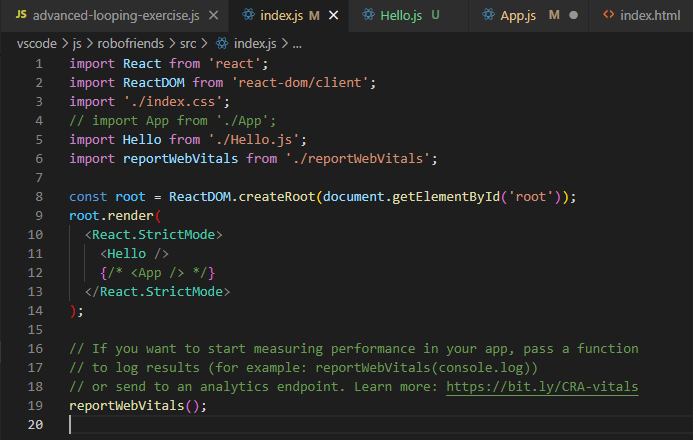 JS advanced-looping-exercise.js index.js M × Hello.js U App.js M ● <> index.html
vscode > js > robofriends > src > index.js > ...
1 import React from 'react';
2 import ReactDOM from 'react-dom/client';
3 import './index.css';
4 // import App from './App';
5 import Hello from './Hello.js';
6 import reportWebVitals from './reportWebVitals';
7
8 const root = ReactDOM.createRoot(document.getElementById('root'));
9 root.render(
10 <React.StrictMode>
11 <Hello />
12 {/* <App /> */}
13 </React.StrictMode>
14 );
15
16 // If you want to start measuring performance in your app, pass a function
17 // to log results (for example: reportWebVitals(console.log))
18 // or send to an analytics endpoint. Learn more: https://bit.ly/CRA-vitals
19 reportWebVitals();
20